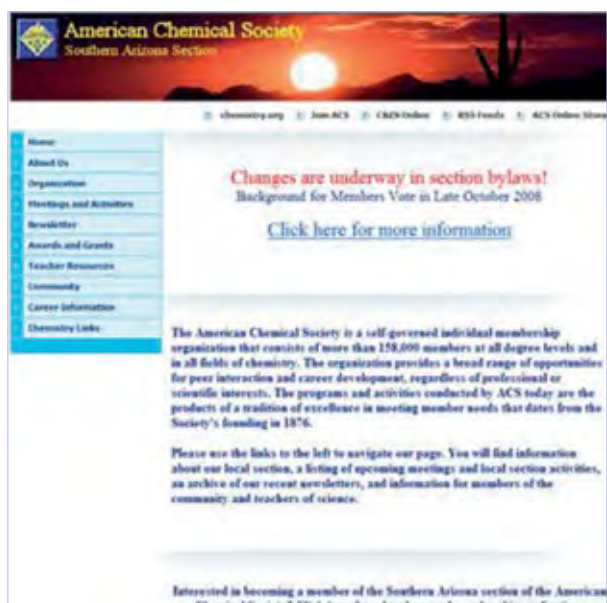 American Chemical Society
Southern Arizona Section
chemistry.org Join ACS C&EN Online RSS Feeds ACS Online Store
Home
About Us
Organization
Meetings and Activities
Newsletter
Awards and Grants
Teacher Resources
Community
Career Information
Chemistry Links
Changes are underway in section bylaws!
Background for Members Vote in Late October 2008
Click here for more information
The American Chemical Society is a self-governed individual membership
organization that consists of more than 158,000 members at all degree levels and
in all fields of chemistry. The organization provides a broad range of opportunities
for peer interaction and career development, regardless of professional or
scientific interests. The programs and activities conducted by ACS today are the
products of a tradition of excellence in meeting member needs that dates from the
Society's founding in 1876.
Please use the links to the left to navigate our page. You will find information
about our local section, a listing of upcoming meetings and local section activities,
an archive of our recent newsletters, and information for members of the
community and teachers of science.
Interested in becoming a member of the Southern Arizona section of the American